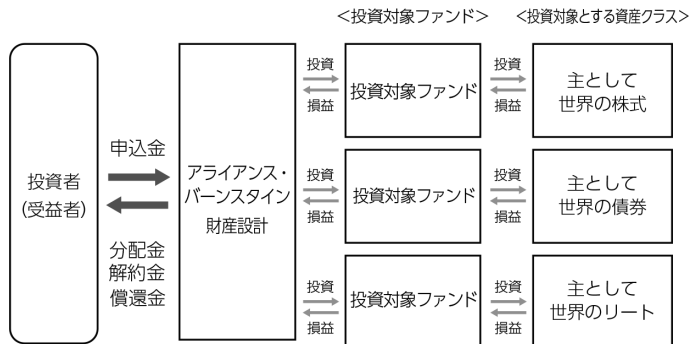 ＜投資対象ファンド＞
＜投資対象とする資産クラス＞
投資者
(受益者)
申込金
分配金
解約金
償還金
アライアンス・
バーンスタイン
財産設計
投資
損益
投資対象ファンド
投資
損益
主として
世界の株式
投資
損益
投資対象ファンド
投資
損益
主として
世界の債券
投資
損益
投資対象ファンド
投資
損益
主として
世界のリート